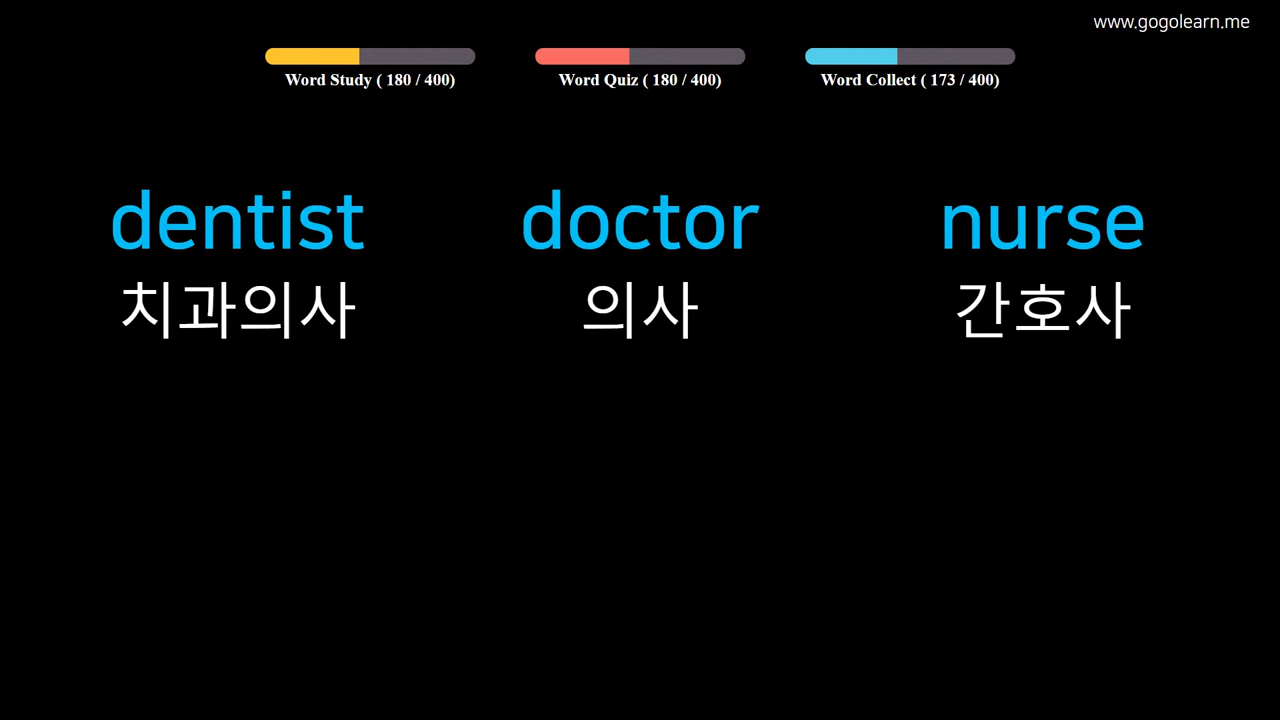 www.gogolearn.me
Word Study ( 180 / 400) Word Quiz ( 180 / 400) Word Collect ( 173 / 400)
dentist doctor nurse
치과의사 의사 간호사